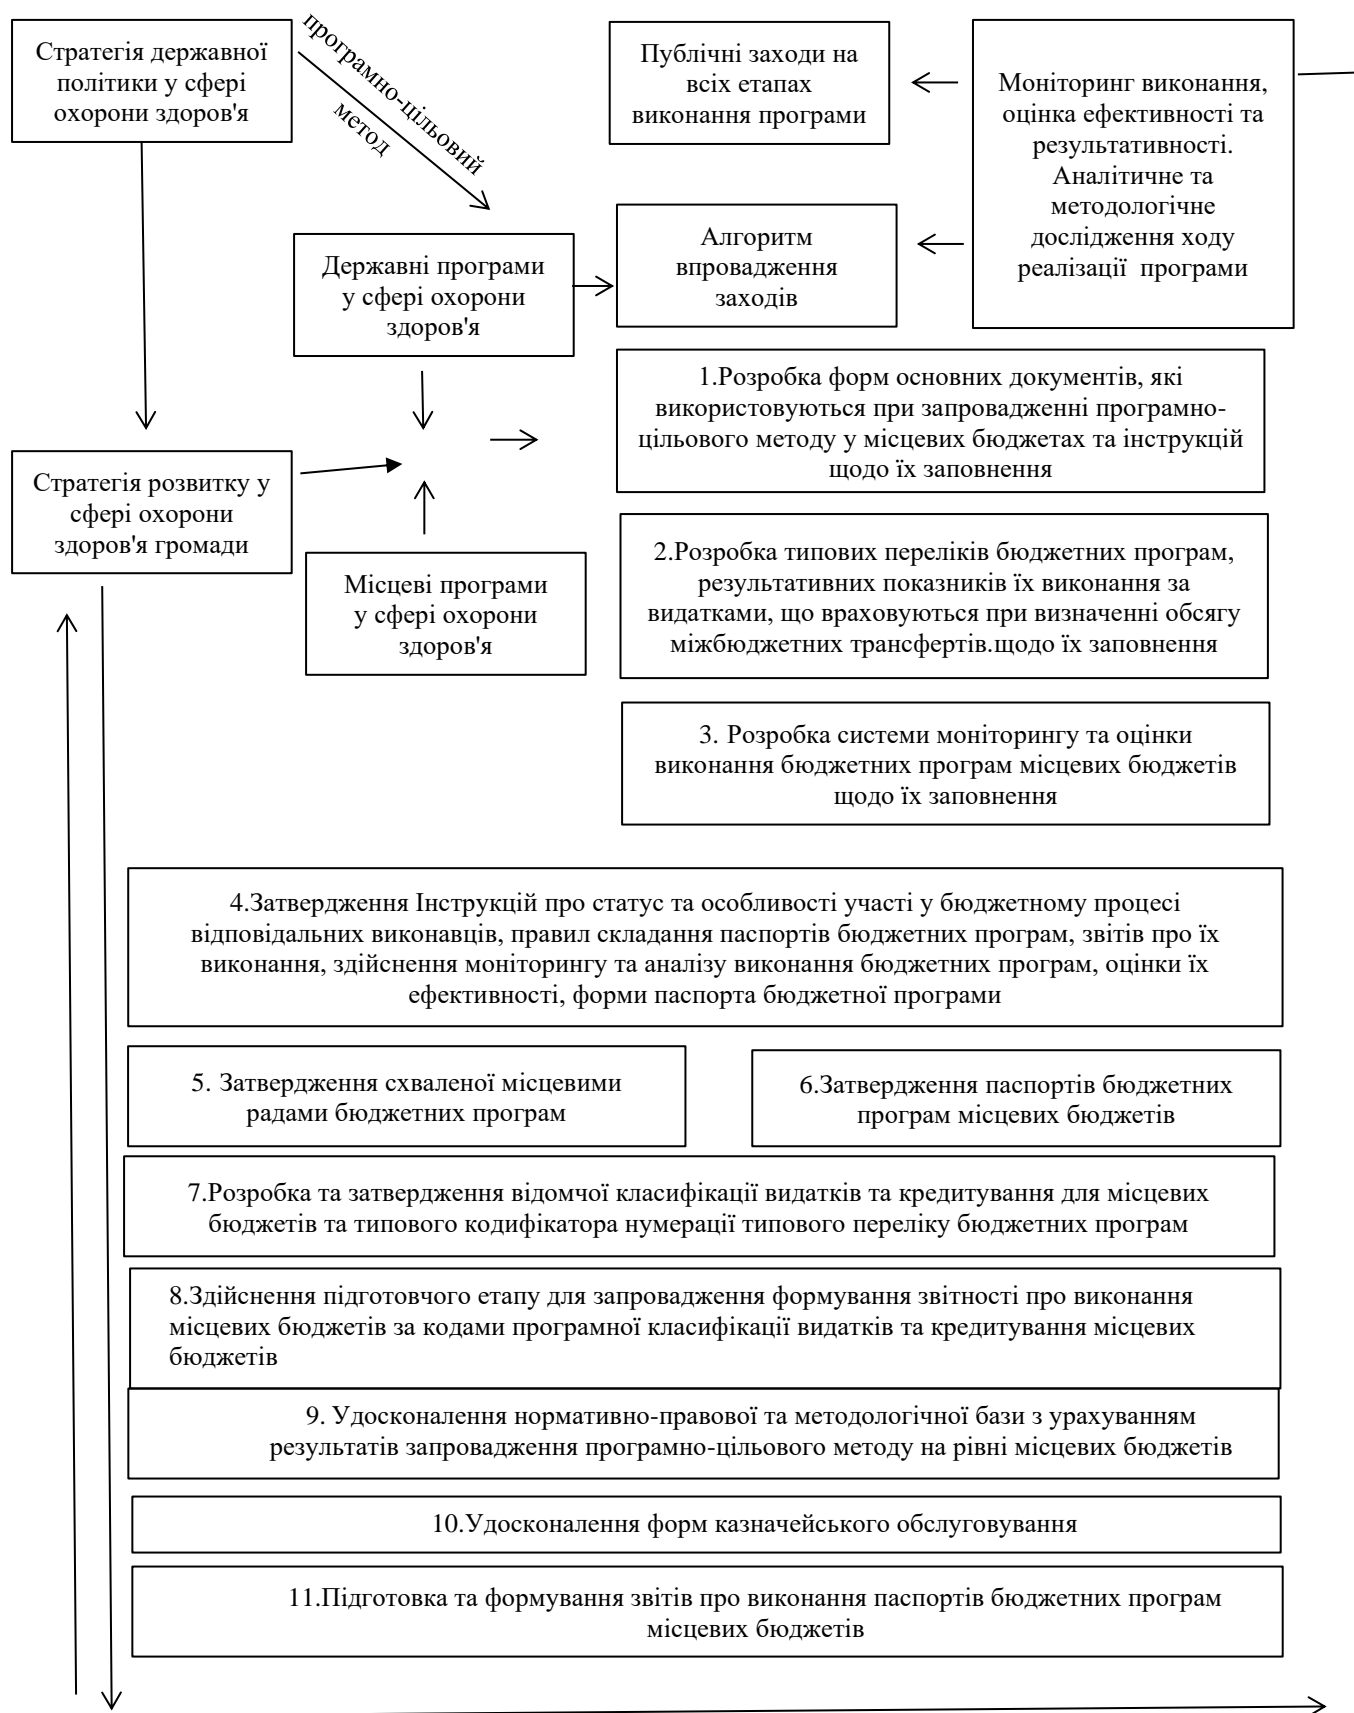 Стратегія державної
політики у сфері
охорони здоров'я
програмно-цільовий
метод
Публічні заходи на
всіх етапах
виконання програми
Моніторинг виконання,
оцінка ефективності та
результативності.
Аналітичне та
методологічне
дослідження ходу
реалізації програми
Державні програми
у сфері охорони
здоров'я
Алгоритм
впровадження
заходів
1.Розробка форм основних документів, які
використовуються при запровадженні програмно-
цільового методу у місцевих бюджетах та інструкцій
щодо їх заповнення
Стратегія розвитку у
сфері охорони
здоров'я громади
Місцеві програми
у сфері охорони
здоров'я
2.Розробка типових переліків бюджетних програм,
результативних показників їх виконання за
видатками, що враховуються при визначенні обсягу
міжбюджетних трансфертів.щодо їх заповнення
3. Розробка системи моніторингу та оцінки
виконання бюджетних програм місцевих бюджетів
щодо їх заповнення
4.Затвердження Інструкцій про статус та особливості участі у бюджетному процесі
відповідальних виконавців, правил складання паспортів бюджетних програм, звітів про їх
виконання, здійснення моніторингу та аналізу виконання бюджетних програм, оцінки їх
ефективності, форми паспорта бюджетної програми
5. Затвердження схваленої місцевими
радами бюджетних програм
6.Затвердження паспортів бюджетних
програм місцевих бюджетів
7.Розробка та затвердження відомчої класифікації видатків та кредитування для місцевих
бюджетів та типового кодифікатора нумерації типового переліку бюджетних програм
8.Здійснення підготовчого етапу для запровадження формування звітності про виконання
місцевих бюджетів за кодами програмної класифікації видатків та кредитування місцевих
бюджетів
9. Удосконалення нормативно-правової та методологічної бази з урахуванням
результатів запровадження програмно-цільового методу на рівні місцевих бюджетів
10.Удосконалення форм казначейського обслуговування
11.Підготовка та формування звітів про виконання паспортів бюджетних програм
місцевих бюджетів